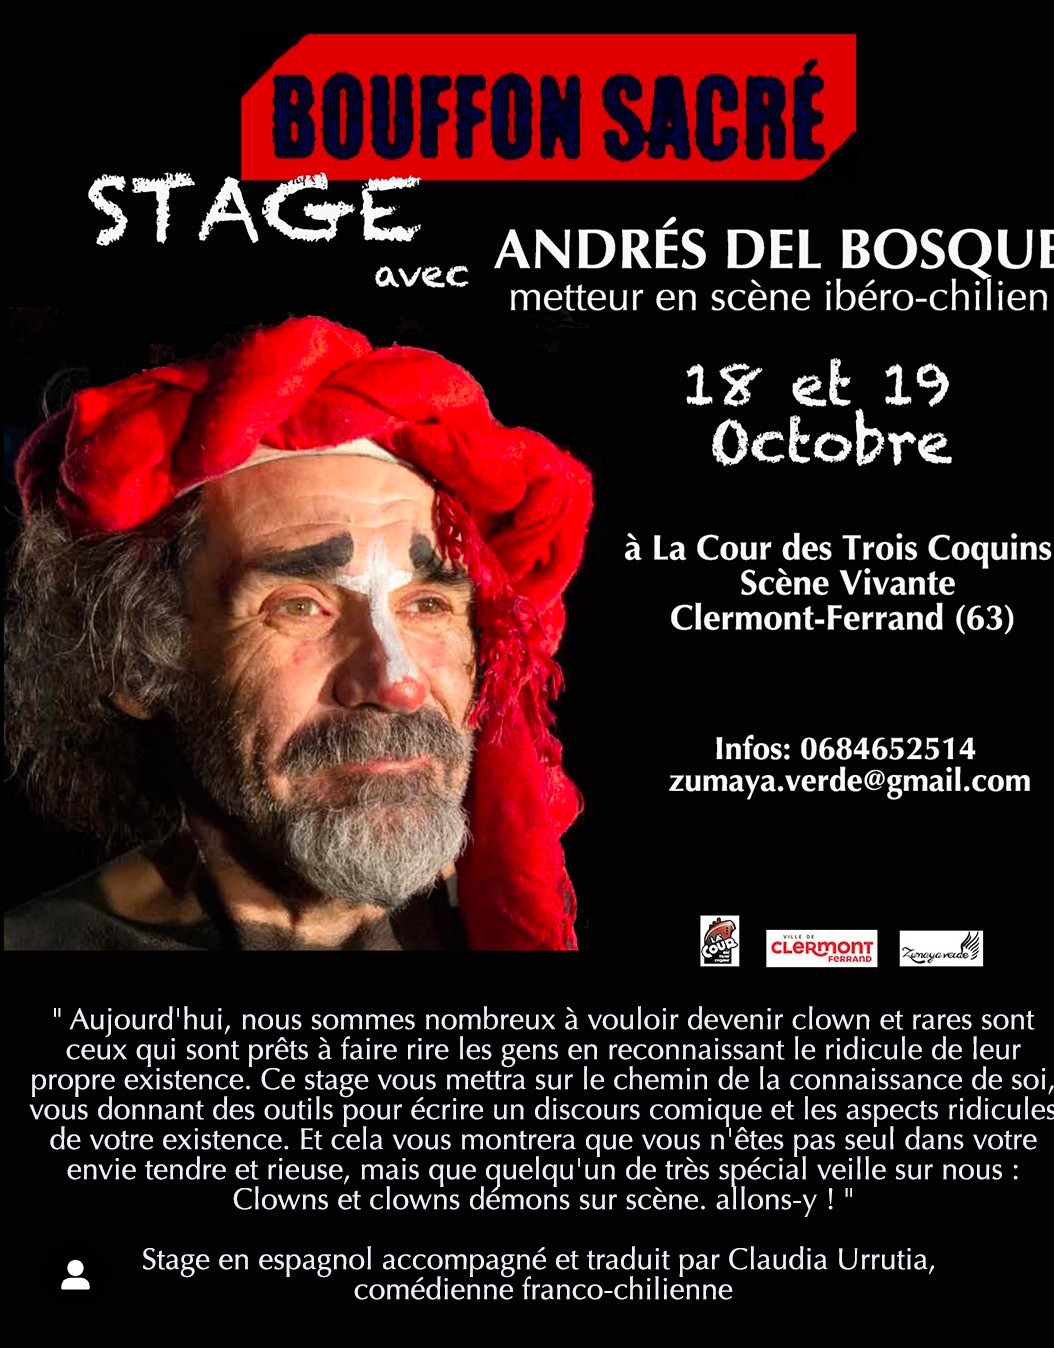 BOUFFON SACRÉ
STAGE
avec
ANDRÉS DEL BOSQUE
metteur en scène ibéro-chilien
18 et 19
Octobre
à La Cour des Trois Coquins
Scène Vivante
Clermont-Ferrand (63)
Infos: 0684652514
zumaya.verde@gmail.com
LA
COUR
VILLE DE
CLERMONT
FERRAND
Zumaya verde
" Aujourd'hui, nous sommes nombreux à vouloir devenir clown et rares sont
ceux qui sont prêts à faire rire les gens en reconnaissant le ridicule de leur
propre existence. Ce stage vous mettra sur le chemin de la connaissance de soi,
vous donnant des outils pour écrire un discours comique et les aspects ridicules
de votre existence. Et cela vous montrera que vous n'êtes pas seul dans votre
envie tendre et rieuse, mais que quelqu'un de très spécial veille sur nous :
Clowns et clowns démons sur scène. allons-y ! "
Stage en espagnol accompagné et traduit par Claudia Urrutia,
comédienne franco-chilienne